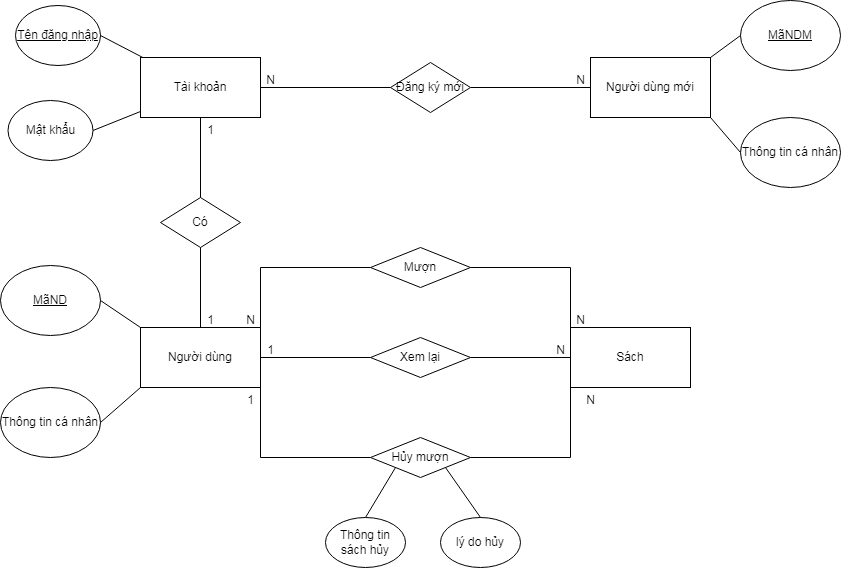 Tên đăng nhập
MãNDM
Tài khoản
N
Đăng ký mới
N
Người dùng mới
Mật khẩu
1
Thông tin cá nhân
Có
Mượn
MãND
1
N
N
Người dùng
1
Xem lại
N
Sách
1
N
Thông tin cá nhân
Hủy mượn
Thông tin
sách hủy
lý do hủy